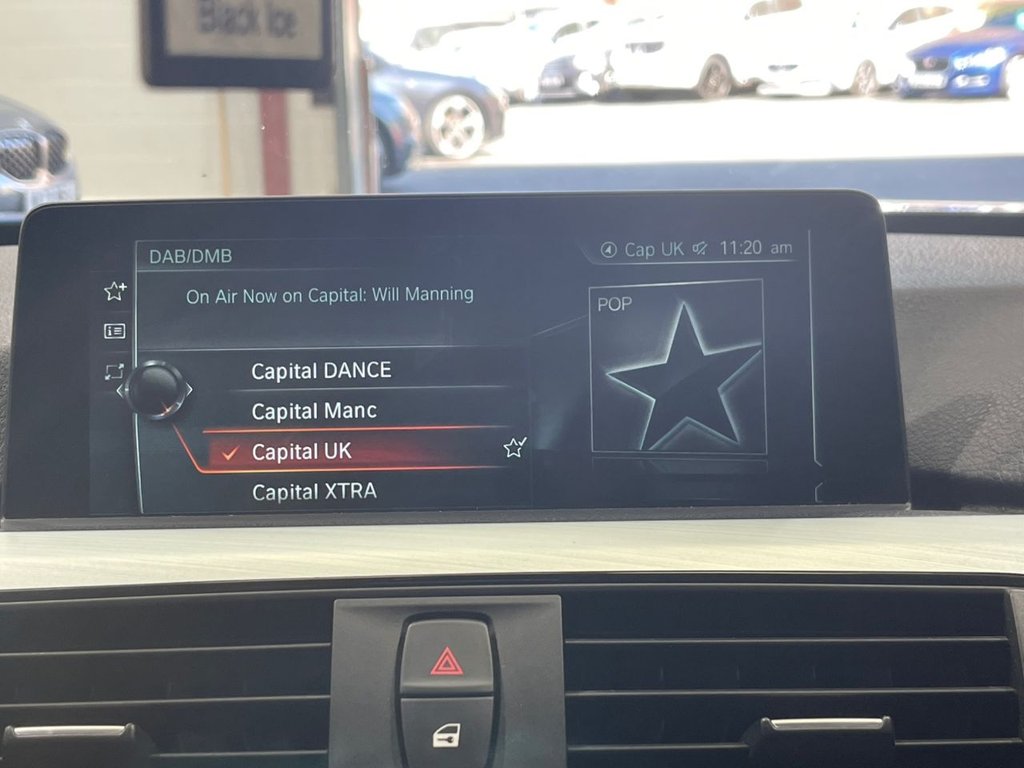 Black Ice
DAB/DMB
Cap UK 11:20 am
On Air Now on Capital: Will Manning
POP
Capital DANCE
Capital Manc
Capital UK
Capital XTRA